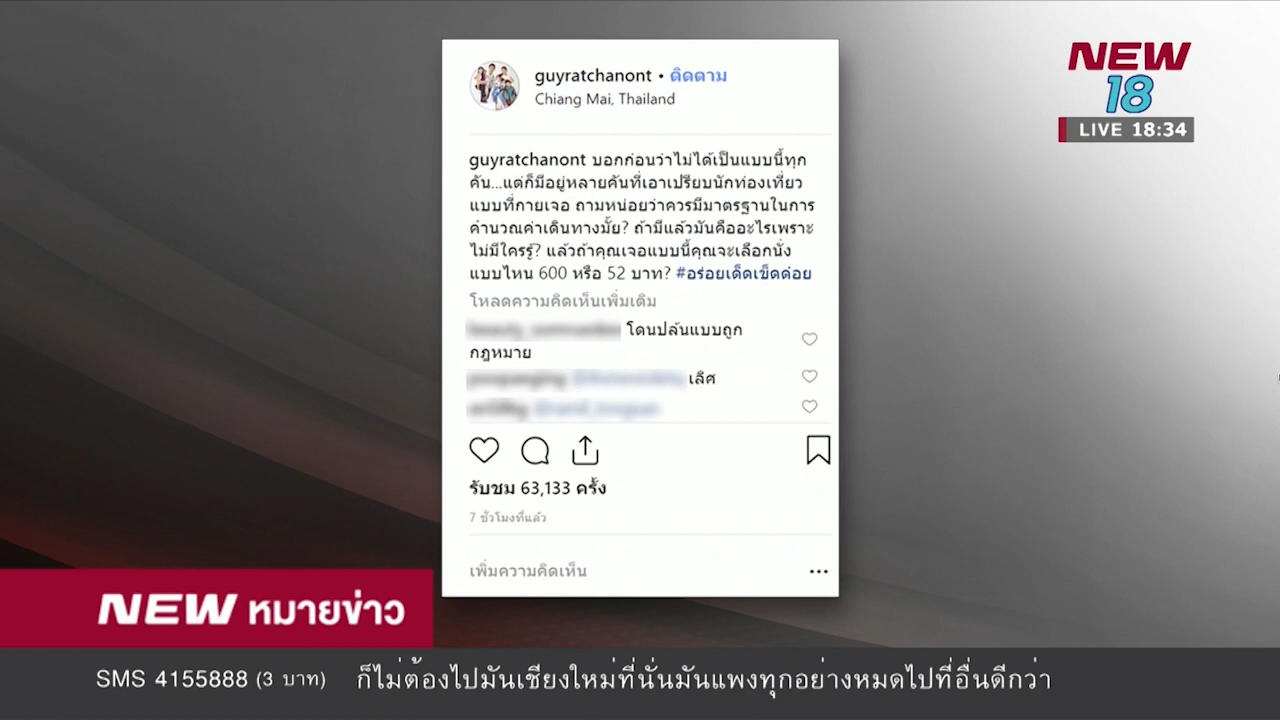 guyratchanont • ติดตาม
Chiang Mai, Thailand
guyratchanont บอกก่อนว่าไม่ได้เป็นแบบนี้ทุก
คัน...แต่ก็มีอยู่หลายคันที่เอาเปรียบนักท่องเที่ยว
แบบที่กายเจอ ถามหน่อยว่าควรมีมาตรฐานในการ
คำนวณค่าเดินทางมั้ย? ถ้ามีแล้วมันคืออะไรเพราะ
ไม่มีใครรู้? แล้วถ้าคุณเจอแบบนี้คุณจะเลือกนั่ง
แบบไหน 600 หรือ 52 บาท? #อร่อยเด็ดเข็ดค่อย
โหลดความคิดเห็นเพิ่มเติม
โดนปล้นแบบถูก
กฎหมาย
เลิศ
รับชม 63,133 ครั้ง
7 ชั่วโมงที่แล้ว
เพิ่มความคิดเห็น
NEW
18
LIVE 18:34
NEW หมายข่าว
SMS 4155888 (3 บาท) ก็ไม่ต้องไปมันเชียงใหม่ที่นั่นมันแพงทุกอย่างหมดไปที่อื่นดีกว่า